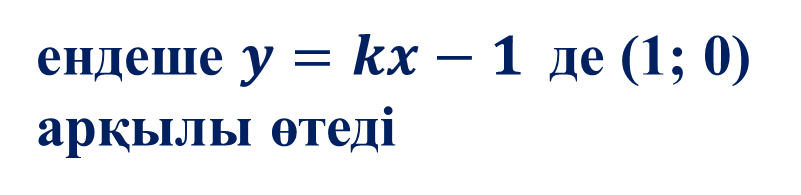 ендеше y = kx − 1 де (1; 0)
арқылы өтеді